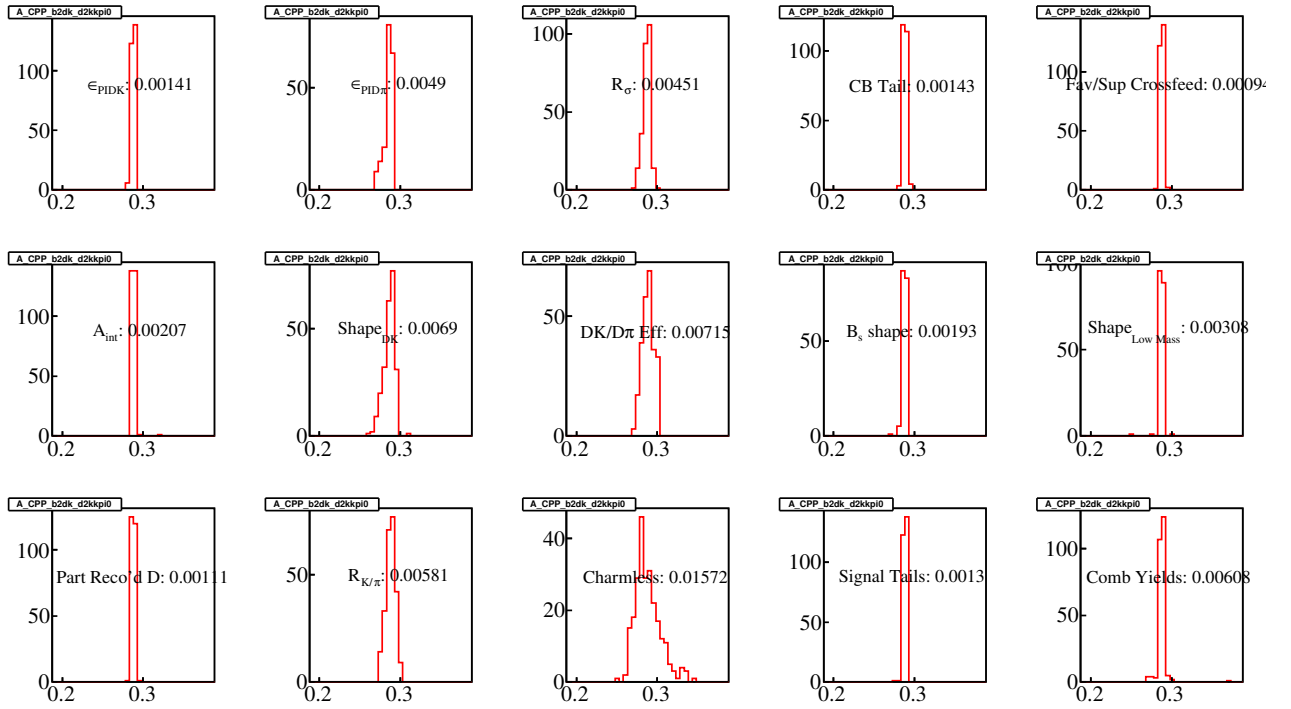 A_CPP_b2dk_d2kkpi0 A_CPP_b2dk_d2kkpi0 A_CPP_b2dk_d2kkpi0 A_CPP_b2dk_d2kkpi0 A_CPP_b2dk_d2kkpi0
100 50 0 0.2 0.3 ∈PIDK: 0.00141
50 0 0.2 0.3 ∈PIDπ: 0.0049
100 50 0 0.2 0.3 Rσ: 0.00451
100 50 0 0.2 0.3 CB Tail: 0.00143
100 50 0 0.2 0.3 Fav/Sup Crossfeed: 0.00094
A_CPP_b2dk_d2kkpi0 A_CPP_b2dk_d2kkpi0 A_CPP_b2dk_d2kkpi0 A_CPP_b2dk_d2kkpi0 A_CPP_b2dk_d2kkpi0
100 50 0 0.2 0.3 Aint: 0.00207
50 0 0.2 0.3 ShapeDK: 0.0069
50 0 0.2 0.3 DK/Dπ Eff: 0.00715
50 0 0.2 0.3 Bs shape: 0.00193
100 50 0 0.2 0.3 ShapeLow Mass: 0.00308
A_CPP_b2dk_d2kkpi0 A_CPP_b2dk_d2kkpi0 A_CPP_b2dk_d2kkpi0 A_CPP_b2dk_d2kkpi0 A_CPP_b2dk_d2kkpi0
100 50 0 0.2 0.3 Part Reco'd D: 0.00111
50 0 0.2 0.3 RK/π: 0.00581
40 20 0 0.2 0.3 Charmless: 0.01572
100 50 0 0.2 0.3 Signal Tails: 0.0013
100 50 0 0.2 0.3 Comb Yields: 0.00608